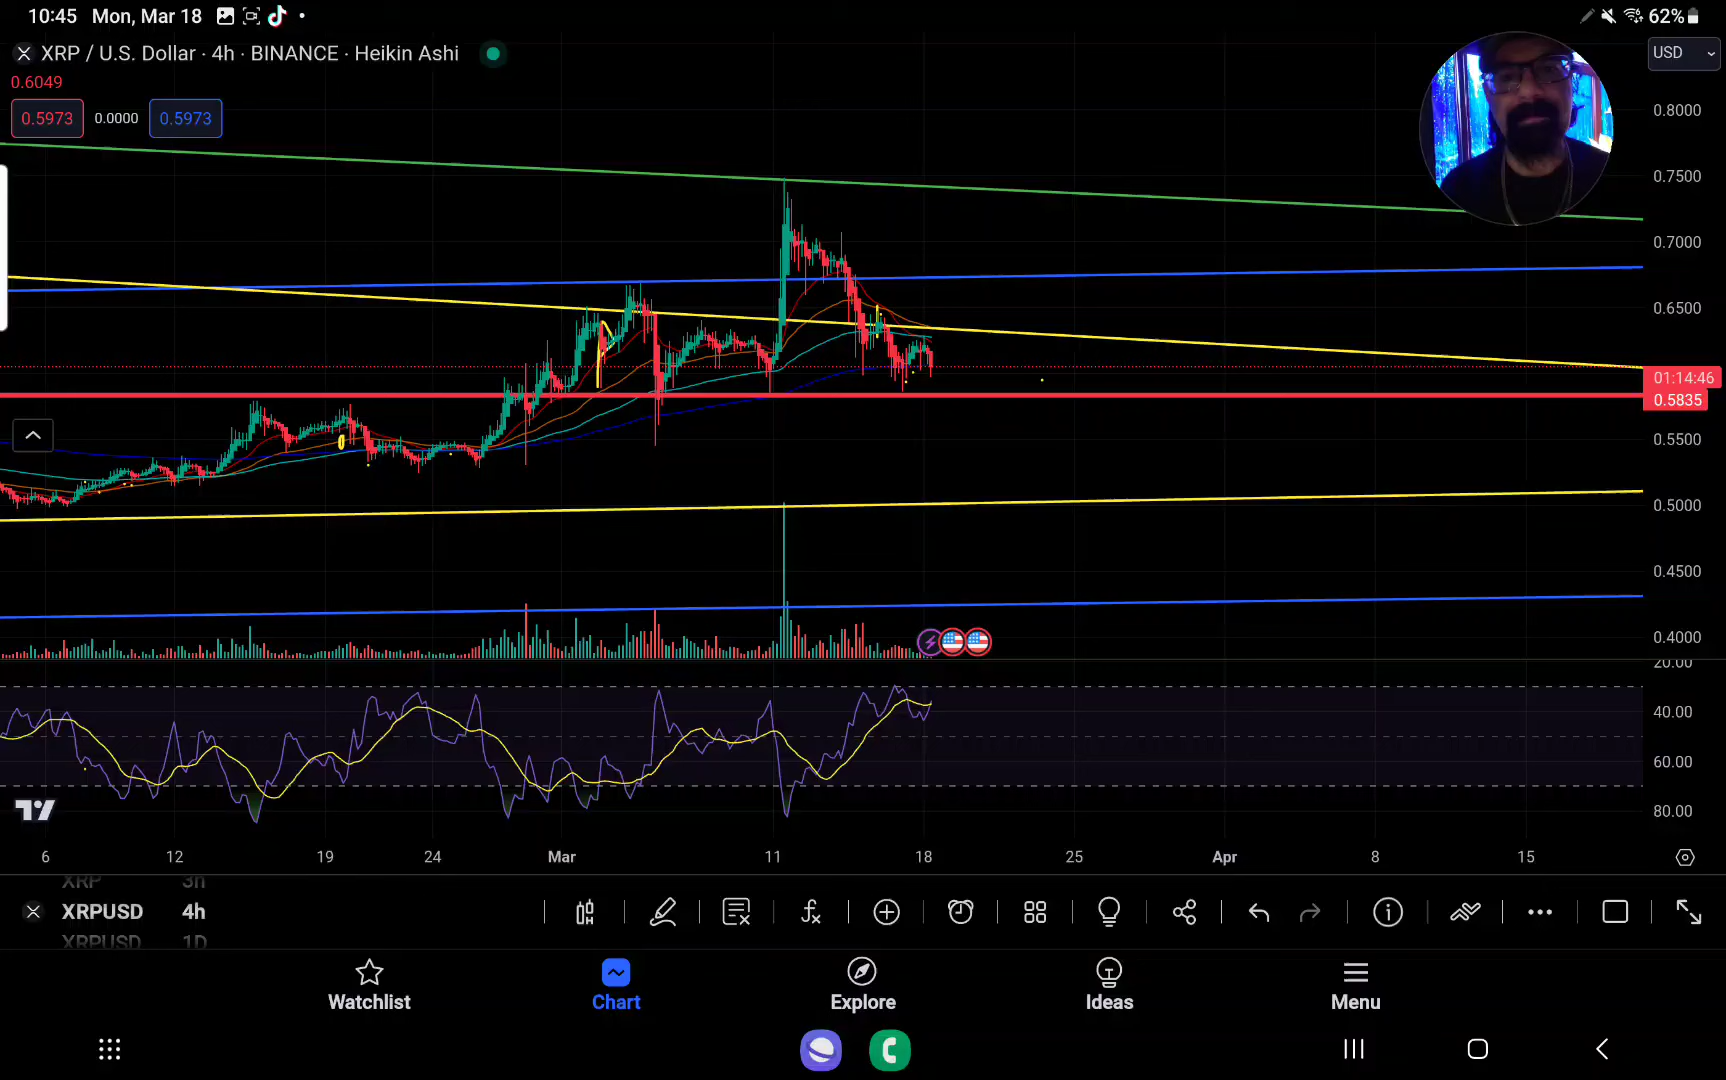 10:45 Mon, Mar 18
62%
XRP / U.S. Dollar · 4h · BINANCE · Heikin Ashi
USD
0.6049
0.5973 0.0000 0.5973
0.8000
0.7500
0.7000
0.6500
01:14:46
0.5835
0.5500
0.5000
0.4500
0.4000
20.00
40.00
60.00
80.00
6 12 19 24 Mar 11 18 25 Apr 8 15
XRP 3h
XRPUSD 4h
XRPUSD 1D
Watchlist Chart Explore Ideas Menu